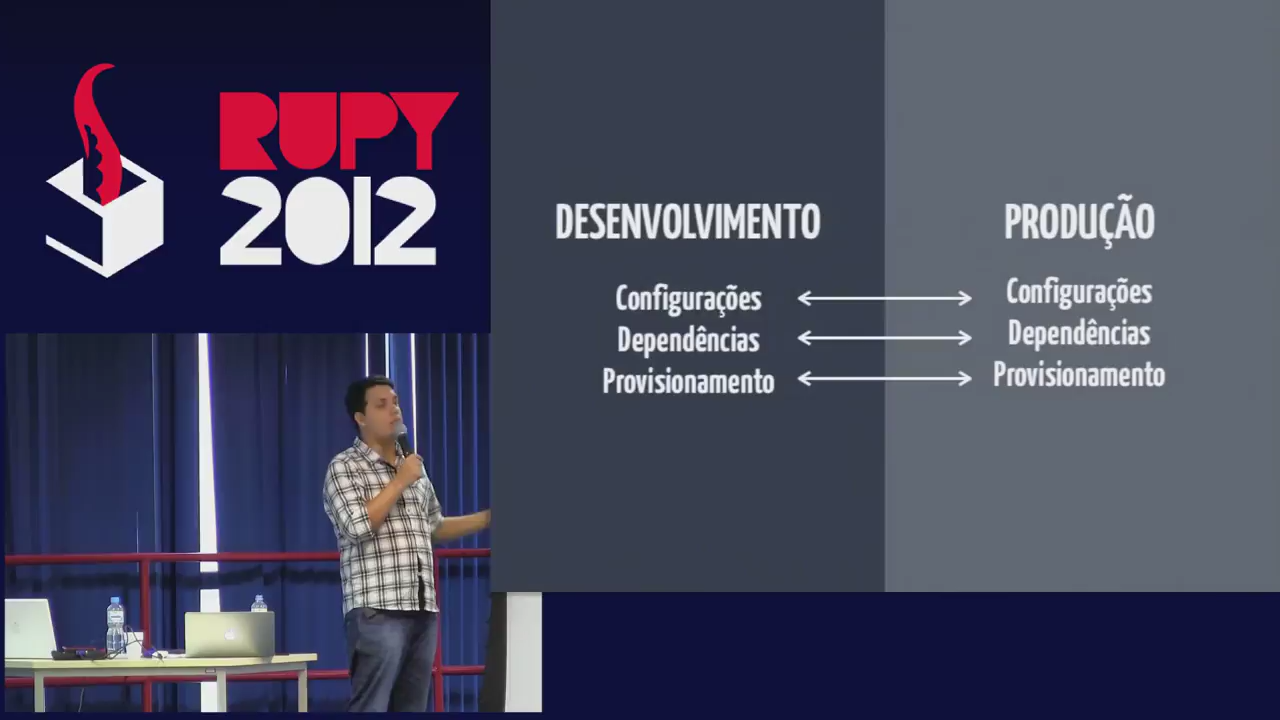 RUPY
2012
DESENVOLVIMENTO
Configurações
Dependências
Provisionamento
PRODUÇÃO
Configurações
Dependências
Provisionamento